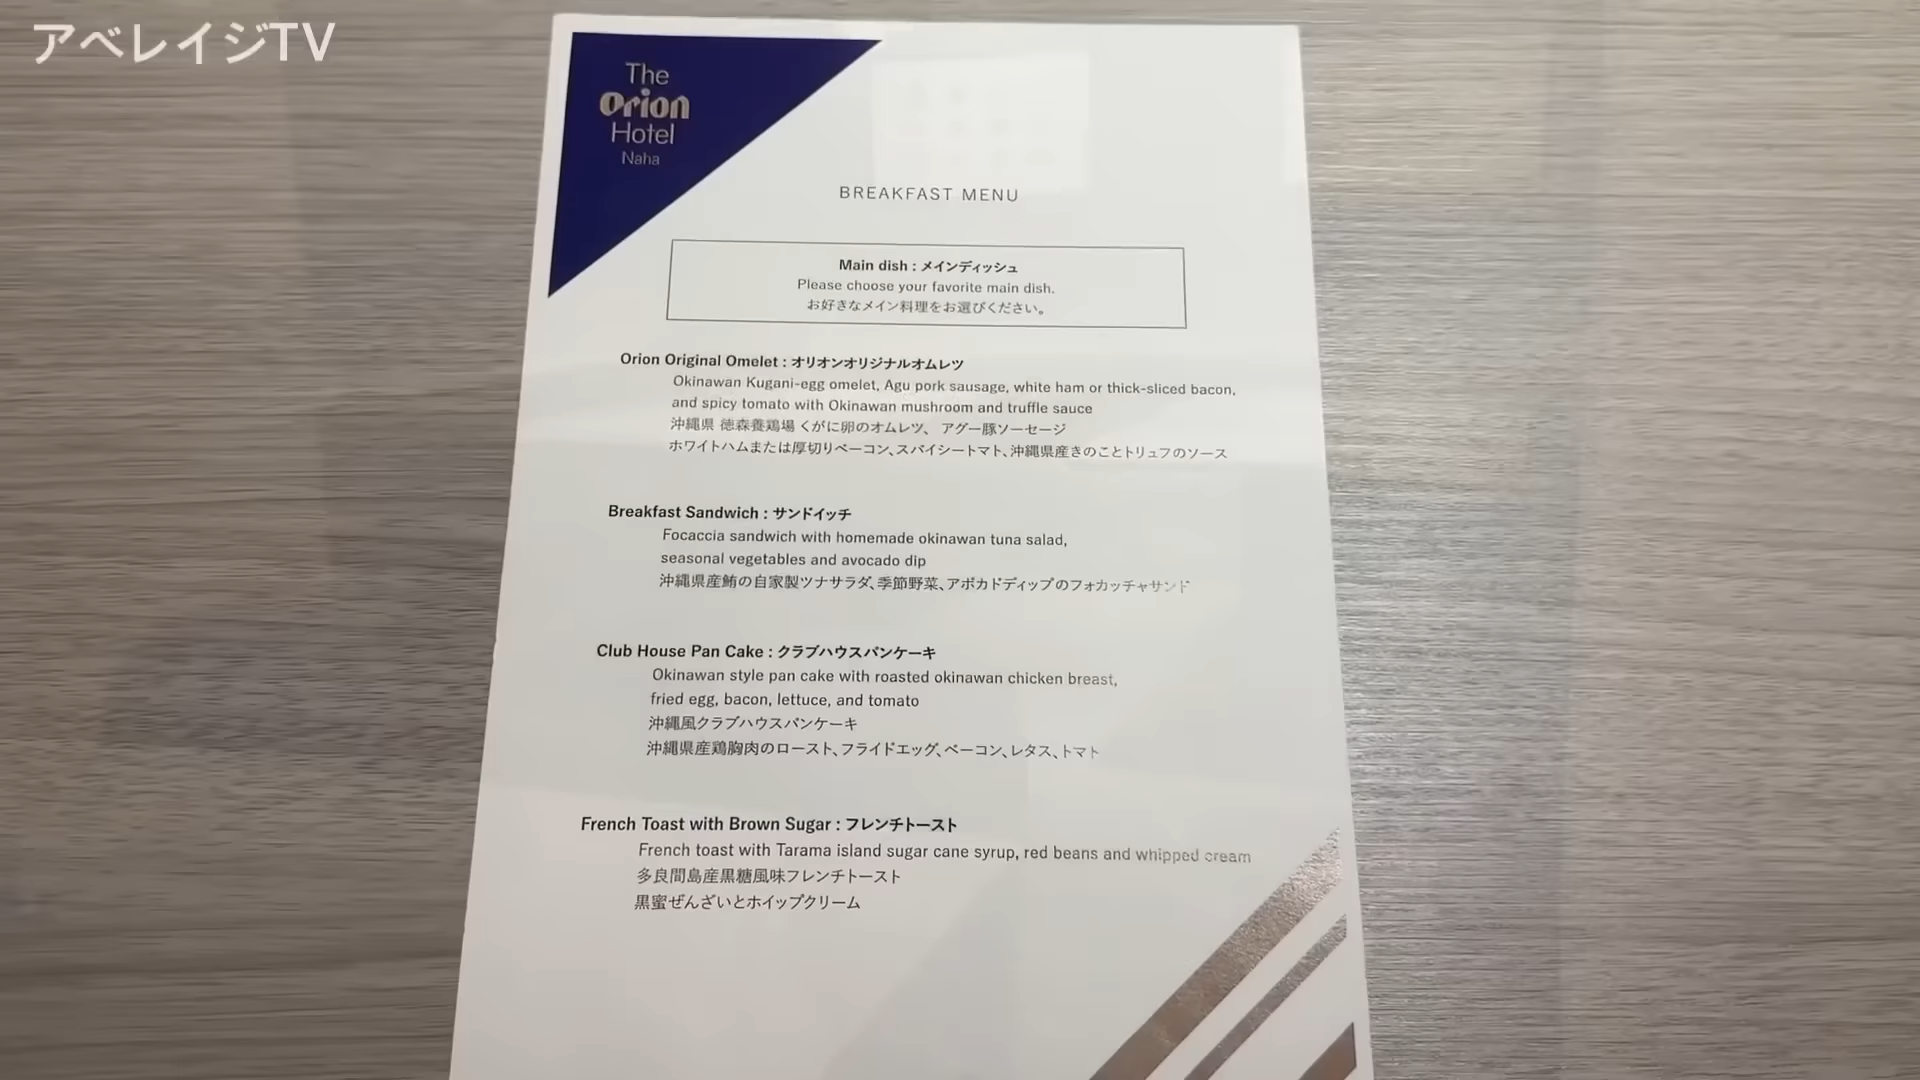 アベレイジTV
The
Orion
Hotel
Naha
BREAKFAST MENU
Main dish : メインディッシュ
Please choose your favorite main dish.
お好きなメイン料理をお選びください。
Orion Original Omelet : オリオンオリジナルオムレツ
Okinawan Kugani-egg omelet, Agu pork sausage, white ham or thick-sliced bacon,
and spicy tomato with Okinawan mushroom and truffle sauce
沖縄県 徳森養鶏場 くがに卵のオムレツ、 アグー豚ソーセージ
ホワイトハムまたは厚切りベーコン、スパイシートマト、沖縄県産きのことトリュフのソース
Breakfast Sandwich : サンドイッチ
Focaccia sandwich with homemade okinawan tuna salad,
seasonal vegetables and avocado dip
沖縄県産鮪の自家製ツナサラダ、季節野菜、アボカドディップのフォカッチャサンド
Club House Pan Cake : クラブハウスパンケーキ
Okinawan style pan cake with roasted okinawan chicken breast,
fried egg, bacon, lettuce, and tomato
沖縄風クラブハウスパンケーキ
沖縄県産鶏胸肉のロースト、フライドエッグ、ベーコン、レタス、トマト
French Toast with Brown Sugar : フレンチトースト
French toast with Tarama island sugar cane syrup, red beans and whipped cream
多良間島産黒糖風味フレンチトースト
黒蜜ぜんざいとホイップクリーム